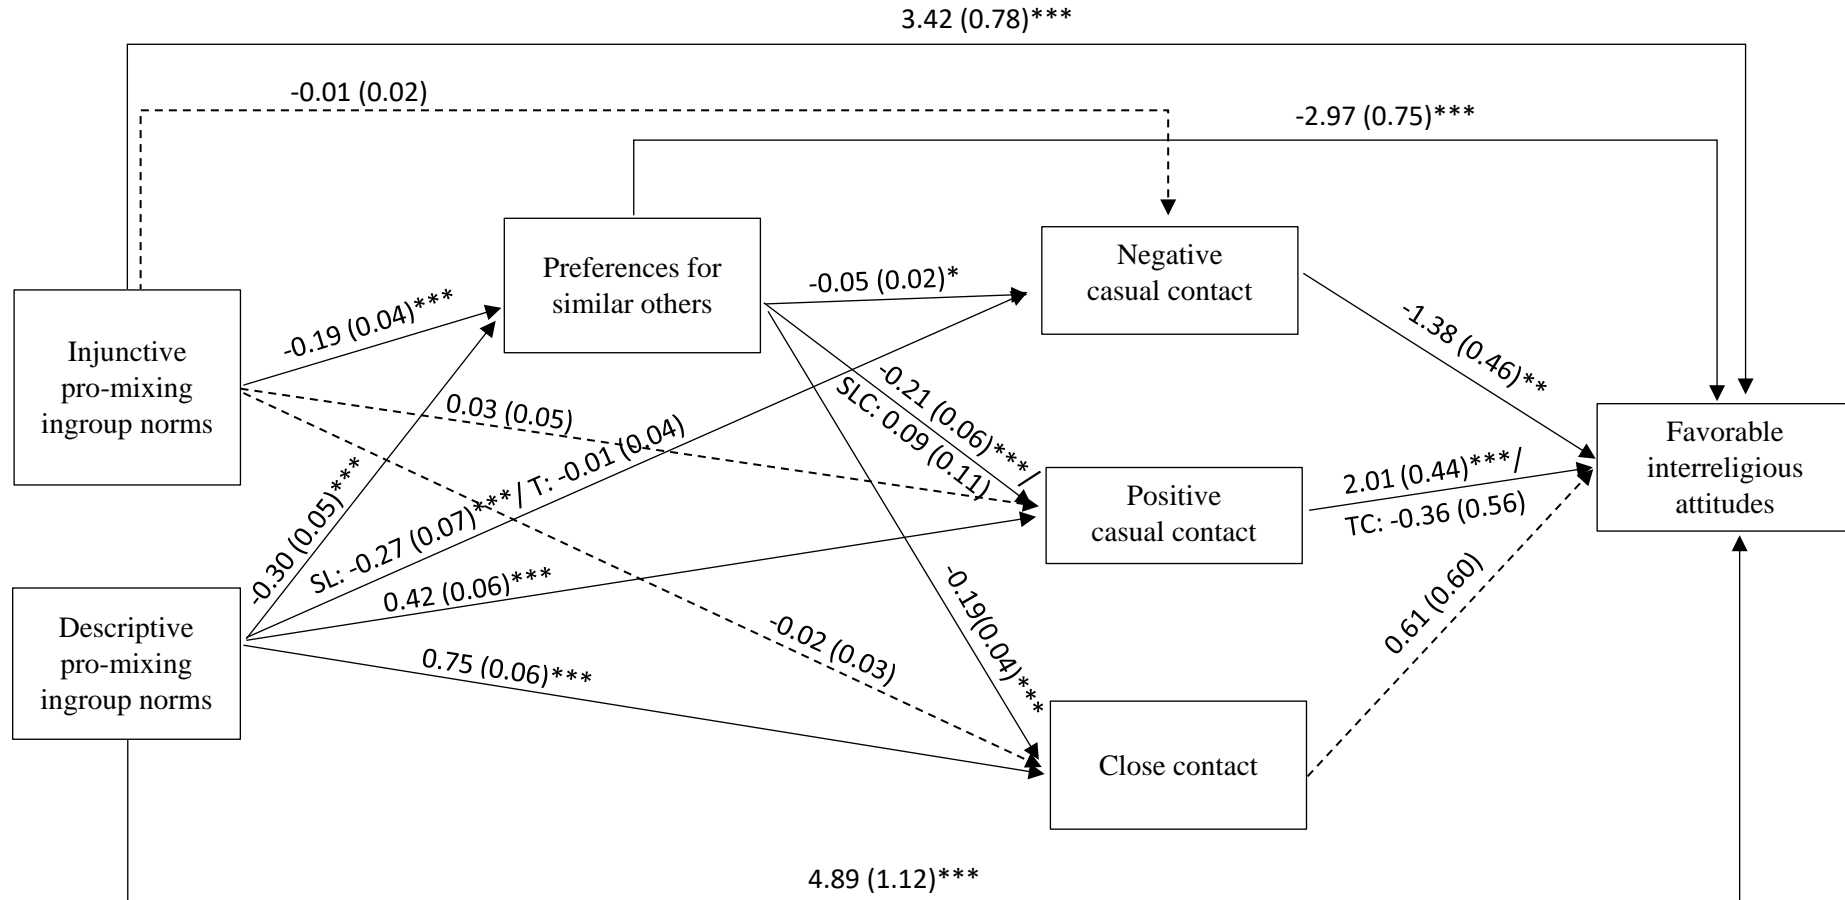 3.42 (0.78)***
-0.01 (0.02)
-2.97 (0.75)***
Preferences for
similar others
Negative
casual contact
-0.05 (0.02)*
-0.19 (0.04)***
Injunctive
pro-mixing
ingroup norms
-1.38 (0.46)**
0.03 (0.05)
-0.21 (0.06)***/
SLC: 0.09 (0.11)
Favorable
interreligious
attitudes
SL: -0.27 (0.07)***/ T: -0.01 (0.04)
-0.30 (0.05)***
Positive
casual contact
2.01 (0.44)***/
TC: -0.36 (0.56)
0.42 (0.06)***
-0.19(0.04)***
Descriptive
pro-mixing
ingroup norms
-0.02 (0.03)
0.61 (0.60)
0.75 (0.06)***
Close contact
4.89 (1.12)***